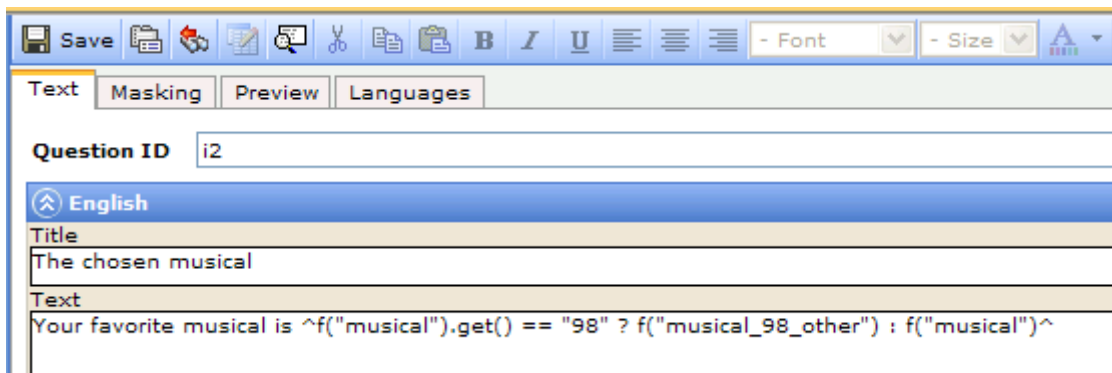 Save B I U - Font - Size A
Text Masking Preview Languages
Question ID i2
English
Title
The chosen musical
Text
Your favorite musical is ^f("musical").get() == "98" ? f("musical_98_other") : f("musical")^